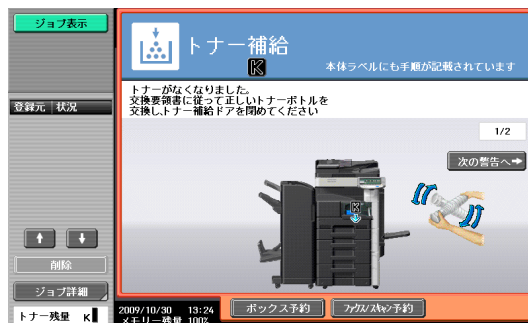 ジョブ表示
トナー補給
K
本体ラベルにも手順が記載されています
トナーがなくなりました。
交換要領書に従って正しいトナーボトルを
交換し、トナー補給ドアを閉めてください
登録元 状況
1/2
次の警告へ➡
K
↑ ↓
削除
ジョブ詳細
トナー残量 K
2009/10/30 13:24
メモリー残量 100%
ボックス予約
ファクス/スキャン予約